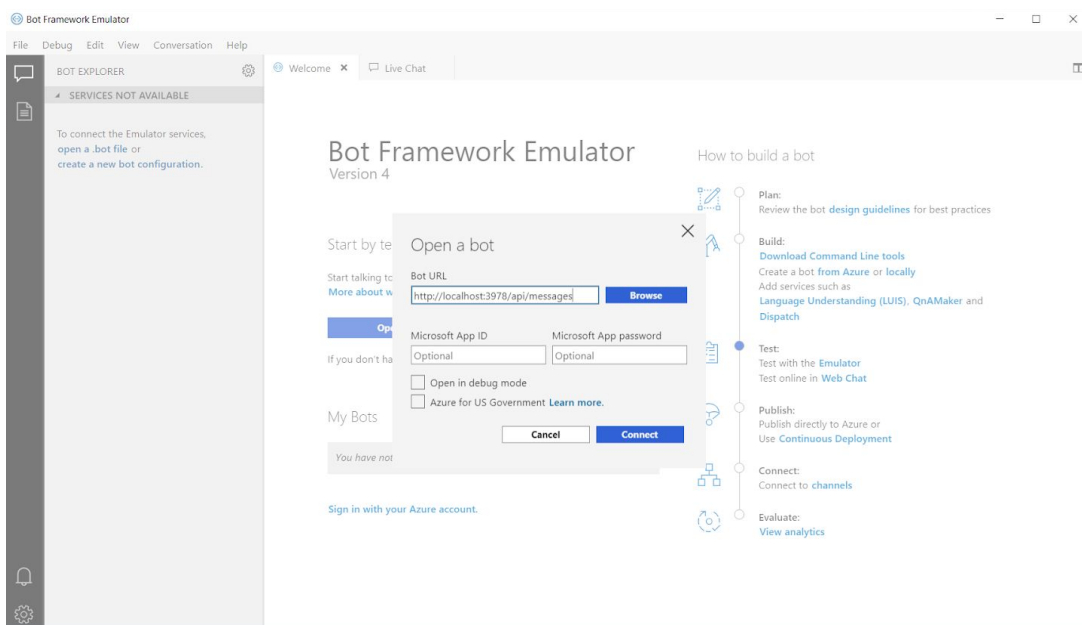 Bot Framework Emulator
File Debug Edit View Conversation Help
BOT EXPLORER
SERVICES NOT AVAILABLE
To connect the Emulator services,
open a .bot file or
create a new bot configuration.
Welcome
Live Chat
Bot Framework Emulator
Version 4
Start by te
Start talking to
More about w
Ope
If you don't ha
My Bots
You have not
Sign in with your Azure account.
Open a bot
Bot URL
http://localhost:3978/api/messages
Browse
Microsoft App ID Microsoft App password
Optional Optional
Open in debug mode
Azure for US Government Learn more.
Cancel Connect
How to build a bot
Plan:
Review the bot design guidelines for best practices
Build:
Download Command Line tools
Create a bot from Azure or locally
Add services such as
Language Understanding (LUIS), QnAMaker and
Dispatch
Test:
Test with the Emulator
Test online in Web Chat
Publish:
Publish directly to Azure or
Use Continuous Deployment
Connect:
Connect to channels
Evaluate:
View analytics